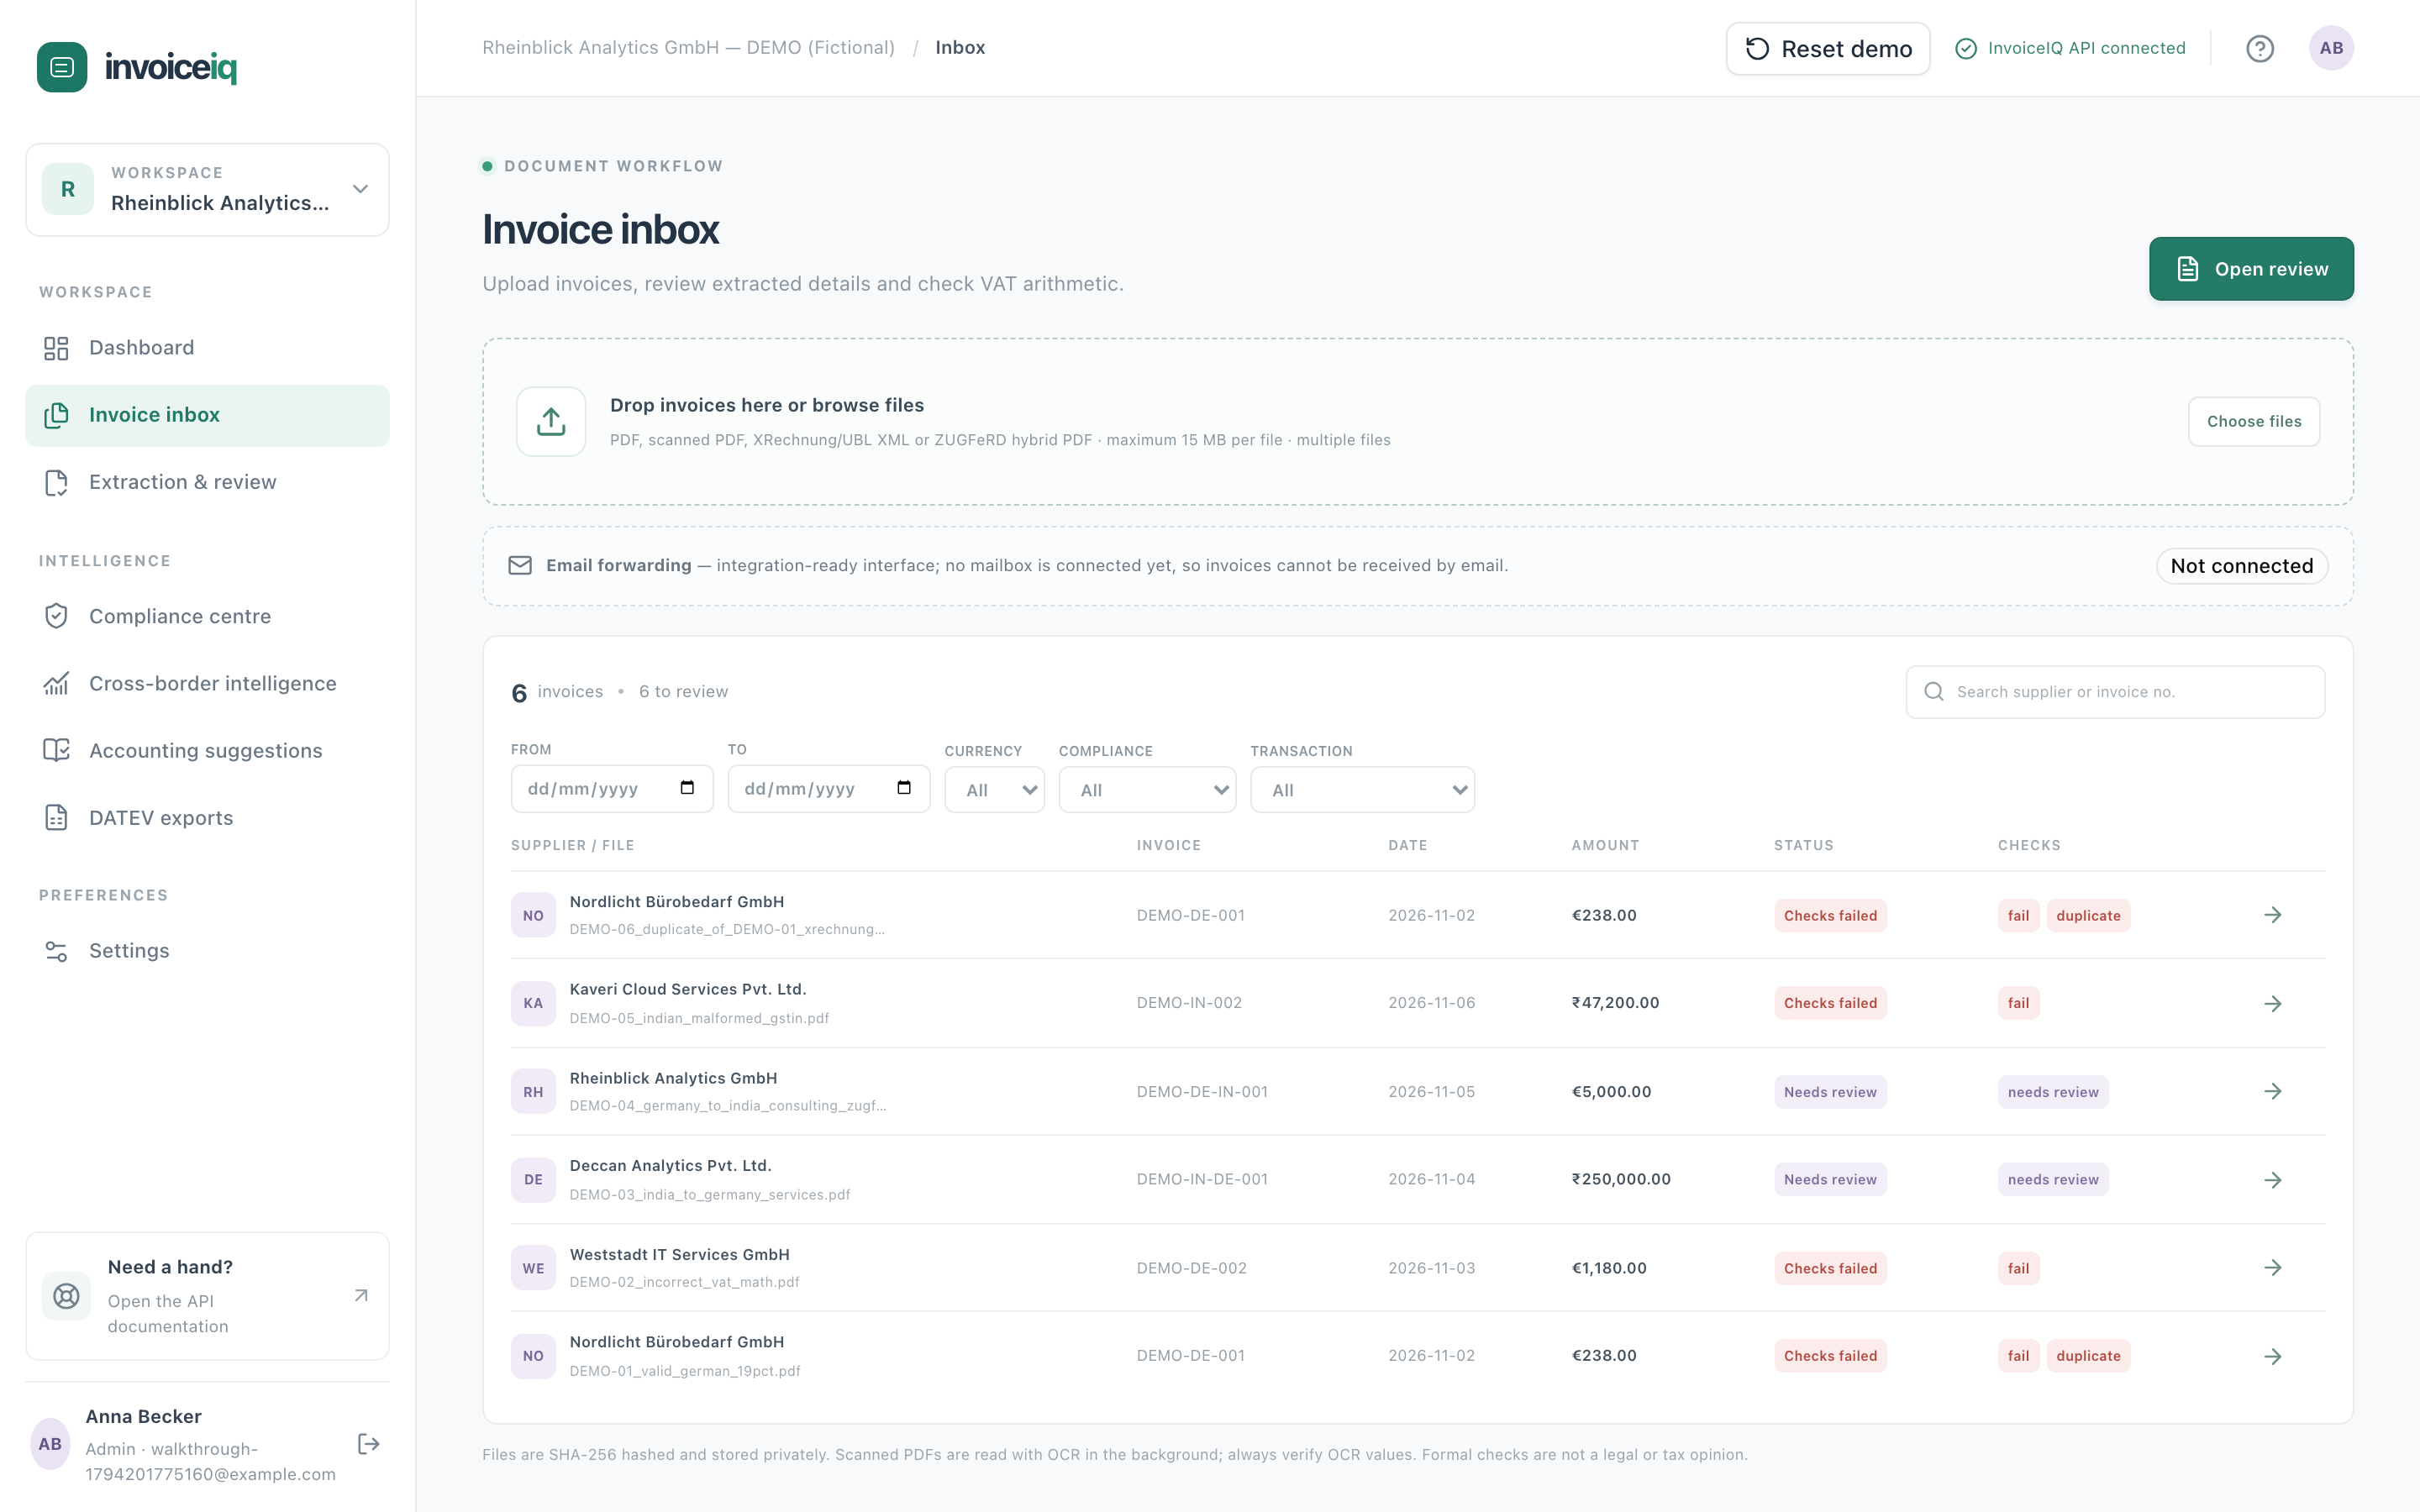 invoiceiq
WORKSPACE
R
Rheinblick Analytics...
WORKSPACE
Dashboard
Invoice inbox
Extraction & review
INTELLIGENCE
Compliance centre
Cross-border intelligence
Accounting suggestions
DATEV exports
PREFERENCES
Settings
Need a hand?
Open the API
documentation
AB
Anna Becker
Admin · walkthrough-
1794201775160@example.com
Rheinblick Analytics GmbH — DEMO (Fictional) / Inbox
Reset demo
InvoiceIQ API connected
AB
DOCUMENT WORKFLOW
Invoice inbox
Upload invoices, review extracted details and check VAT arithmetic.
Open review
Drop invoices here or browse files
PDF, scanned PDF, XRechnung/UBL XML or ZUGFeRD hybrid PDF · maximum 15 MB per file · multiple files
Choose files
Email forwarding — integration-ready interface; no mailbox is connected yet, so invoices cannot be received by email.
Not connected
6 invoices • 6 to review
Search supplier or invoice no.
FROM TO CURRENCY COMPLIANCE TRANSACTION
dd/mm/yyyy dd/mm/yyyy All All All
SUPPLIER / FILE INVOICE DATE AMOUNT STATUS CHECKS
NO Nordlicht Bürobedarf GmbH DEMO-DE-001 2026-11-02 €238.00 Checks failed fail duplicate
DEMO-06_duplicate_of_DEMO-01_xrechnung...
KA Kaveri Cloud Services Pvt. Ltd. DEMO-IN-002 2026-11-06 ₹47,200.00 Checks failed fail
DEMO-05_indian_malformed_gstin.pdf
RH Rheinblick Analytics GmbH DEMO-DE-IN-001 2026-11-05 €5,000.00 Needs review needs review
DEMO-04_germany_to_india_consulting_zugf...
DE Deccan Analytics Pvt. Ltd. DEMO-IN-DE-001 2026-11-04 ₹250,000.00 Needs review needs review
DEMO-03_india_to_germany_services.pdf
WE Weststadt IT Services GmbH DEMO-DE-002 2026-11-03 €1,180.00 Checks failed fail
DEMO-02_incorrect_vat_math.pdf
NO Nordlicht Bürobedarf GmbH DEMO-DE-001 2026-11-02 €238.00 Checks failed fail duplicate
DEMO-01_valid_german_19pct.pdf
Files are SHA-256 hashed and stored privately. Scanned PDFs are read with OCR in the background; always verify OCR values. Formal checks are not a legal or tax opinion.